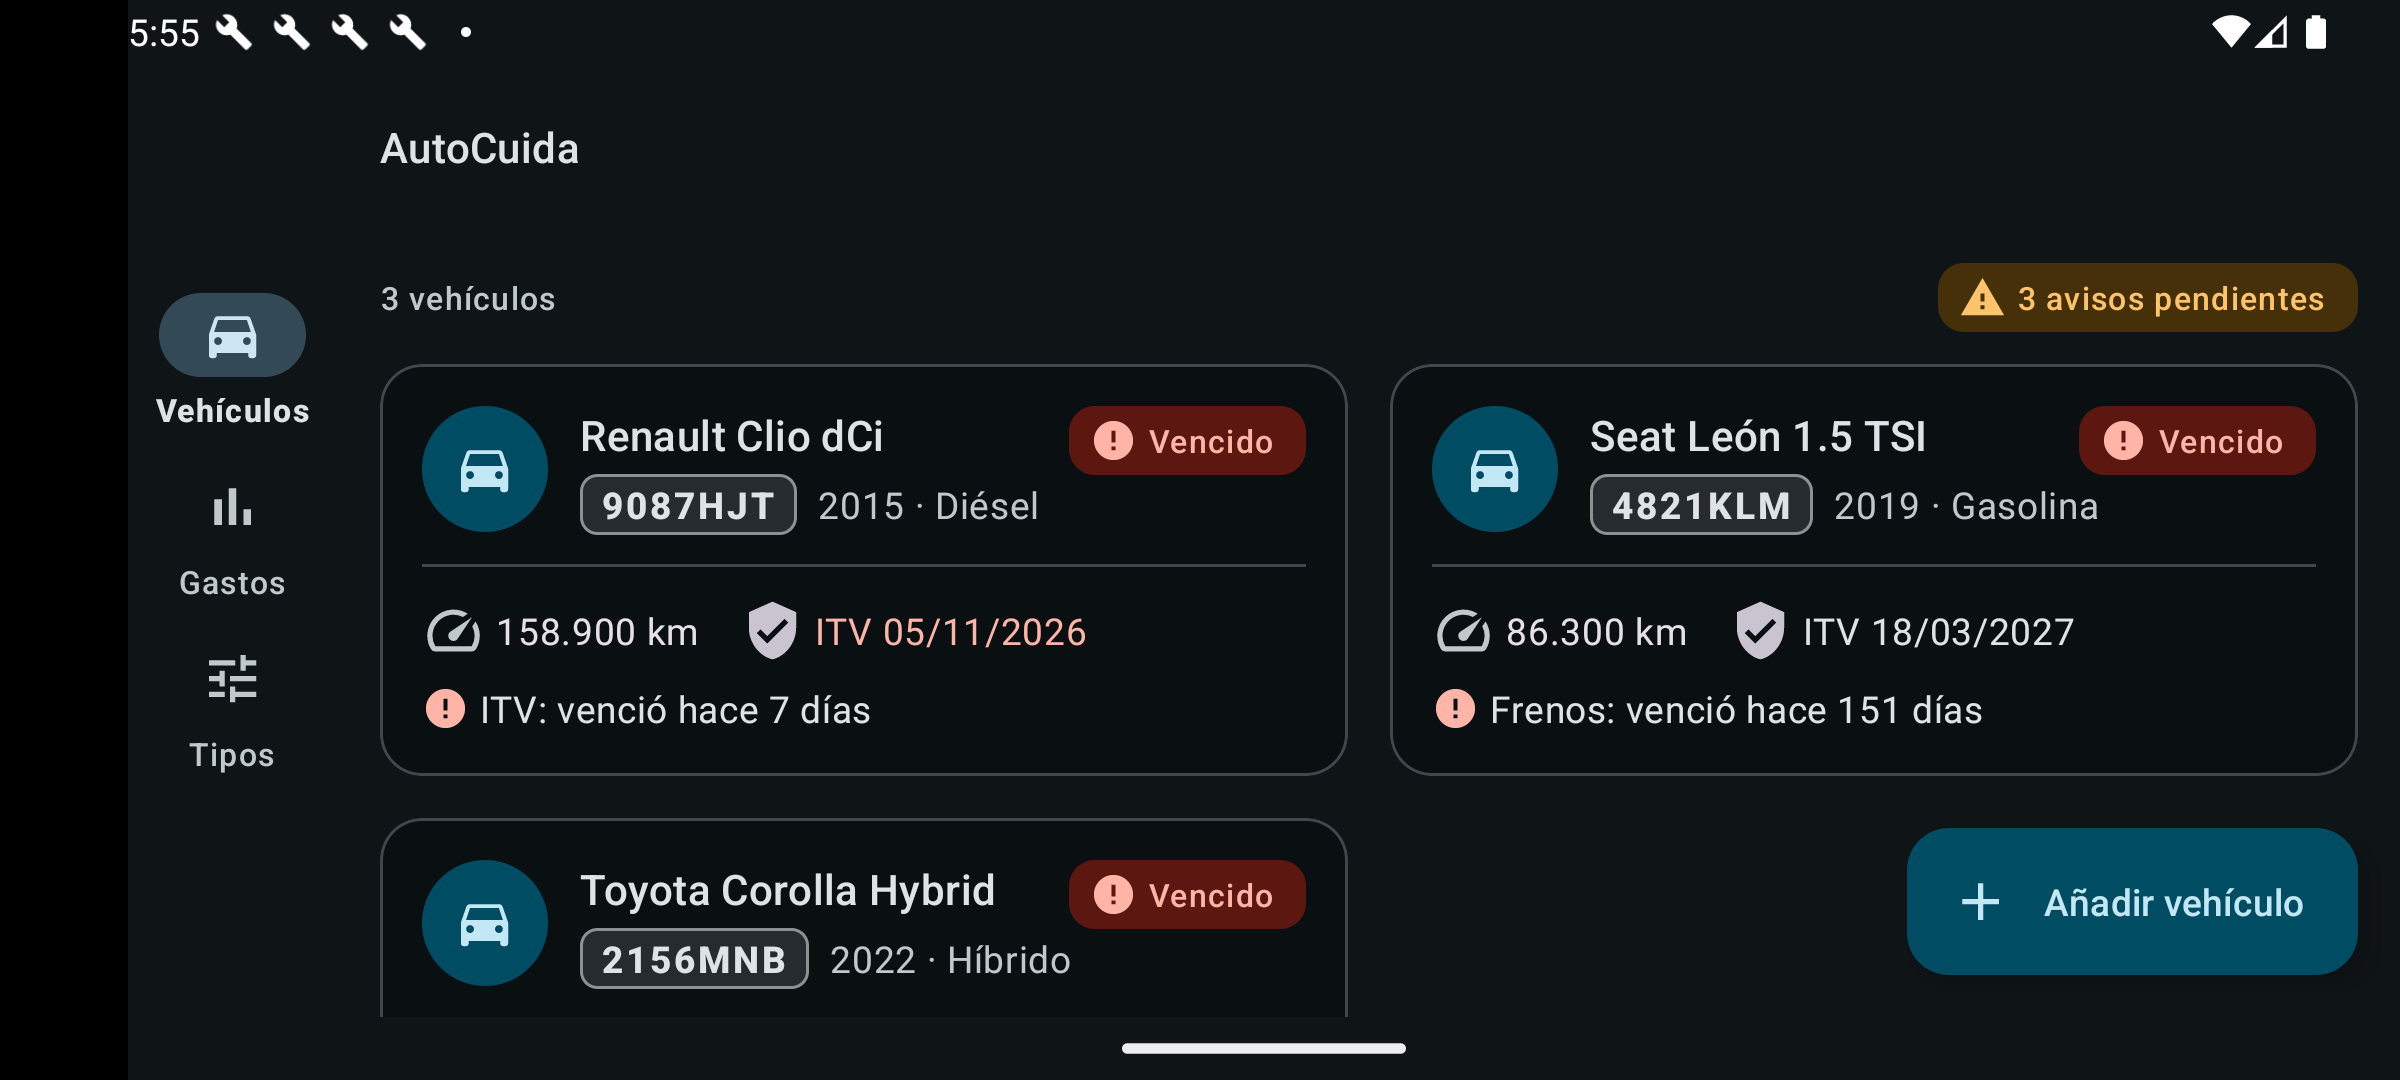 5:55
AutoCuida
3 vehículos
3 avisos pendientes
Vehículos
Gastos
Tipos
Renault Clio dCi
Vencido
9087HJT 2015 · Diésel
158.900 km ITV 05/11/2026
ITV: venció hace 7 días
Seat León 1.5 TSI
Vencido
4821KLM 2019 · Gasolina
86.300 km ITV 18/03/2027
Frenos: venció hace 151 días
Toyota Corolla Hybrid
Vencido
2156MNB 2022 · Híbrido
Añadir vehículo